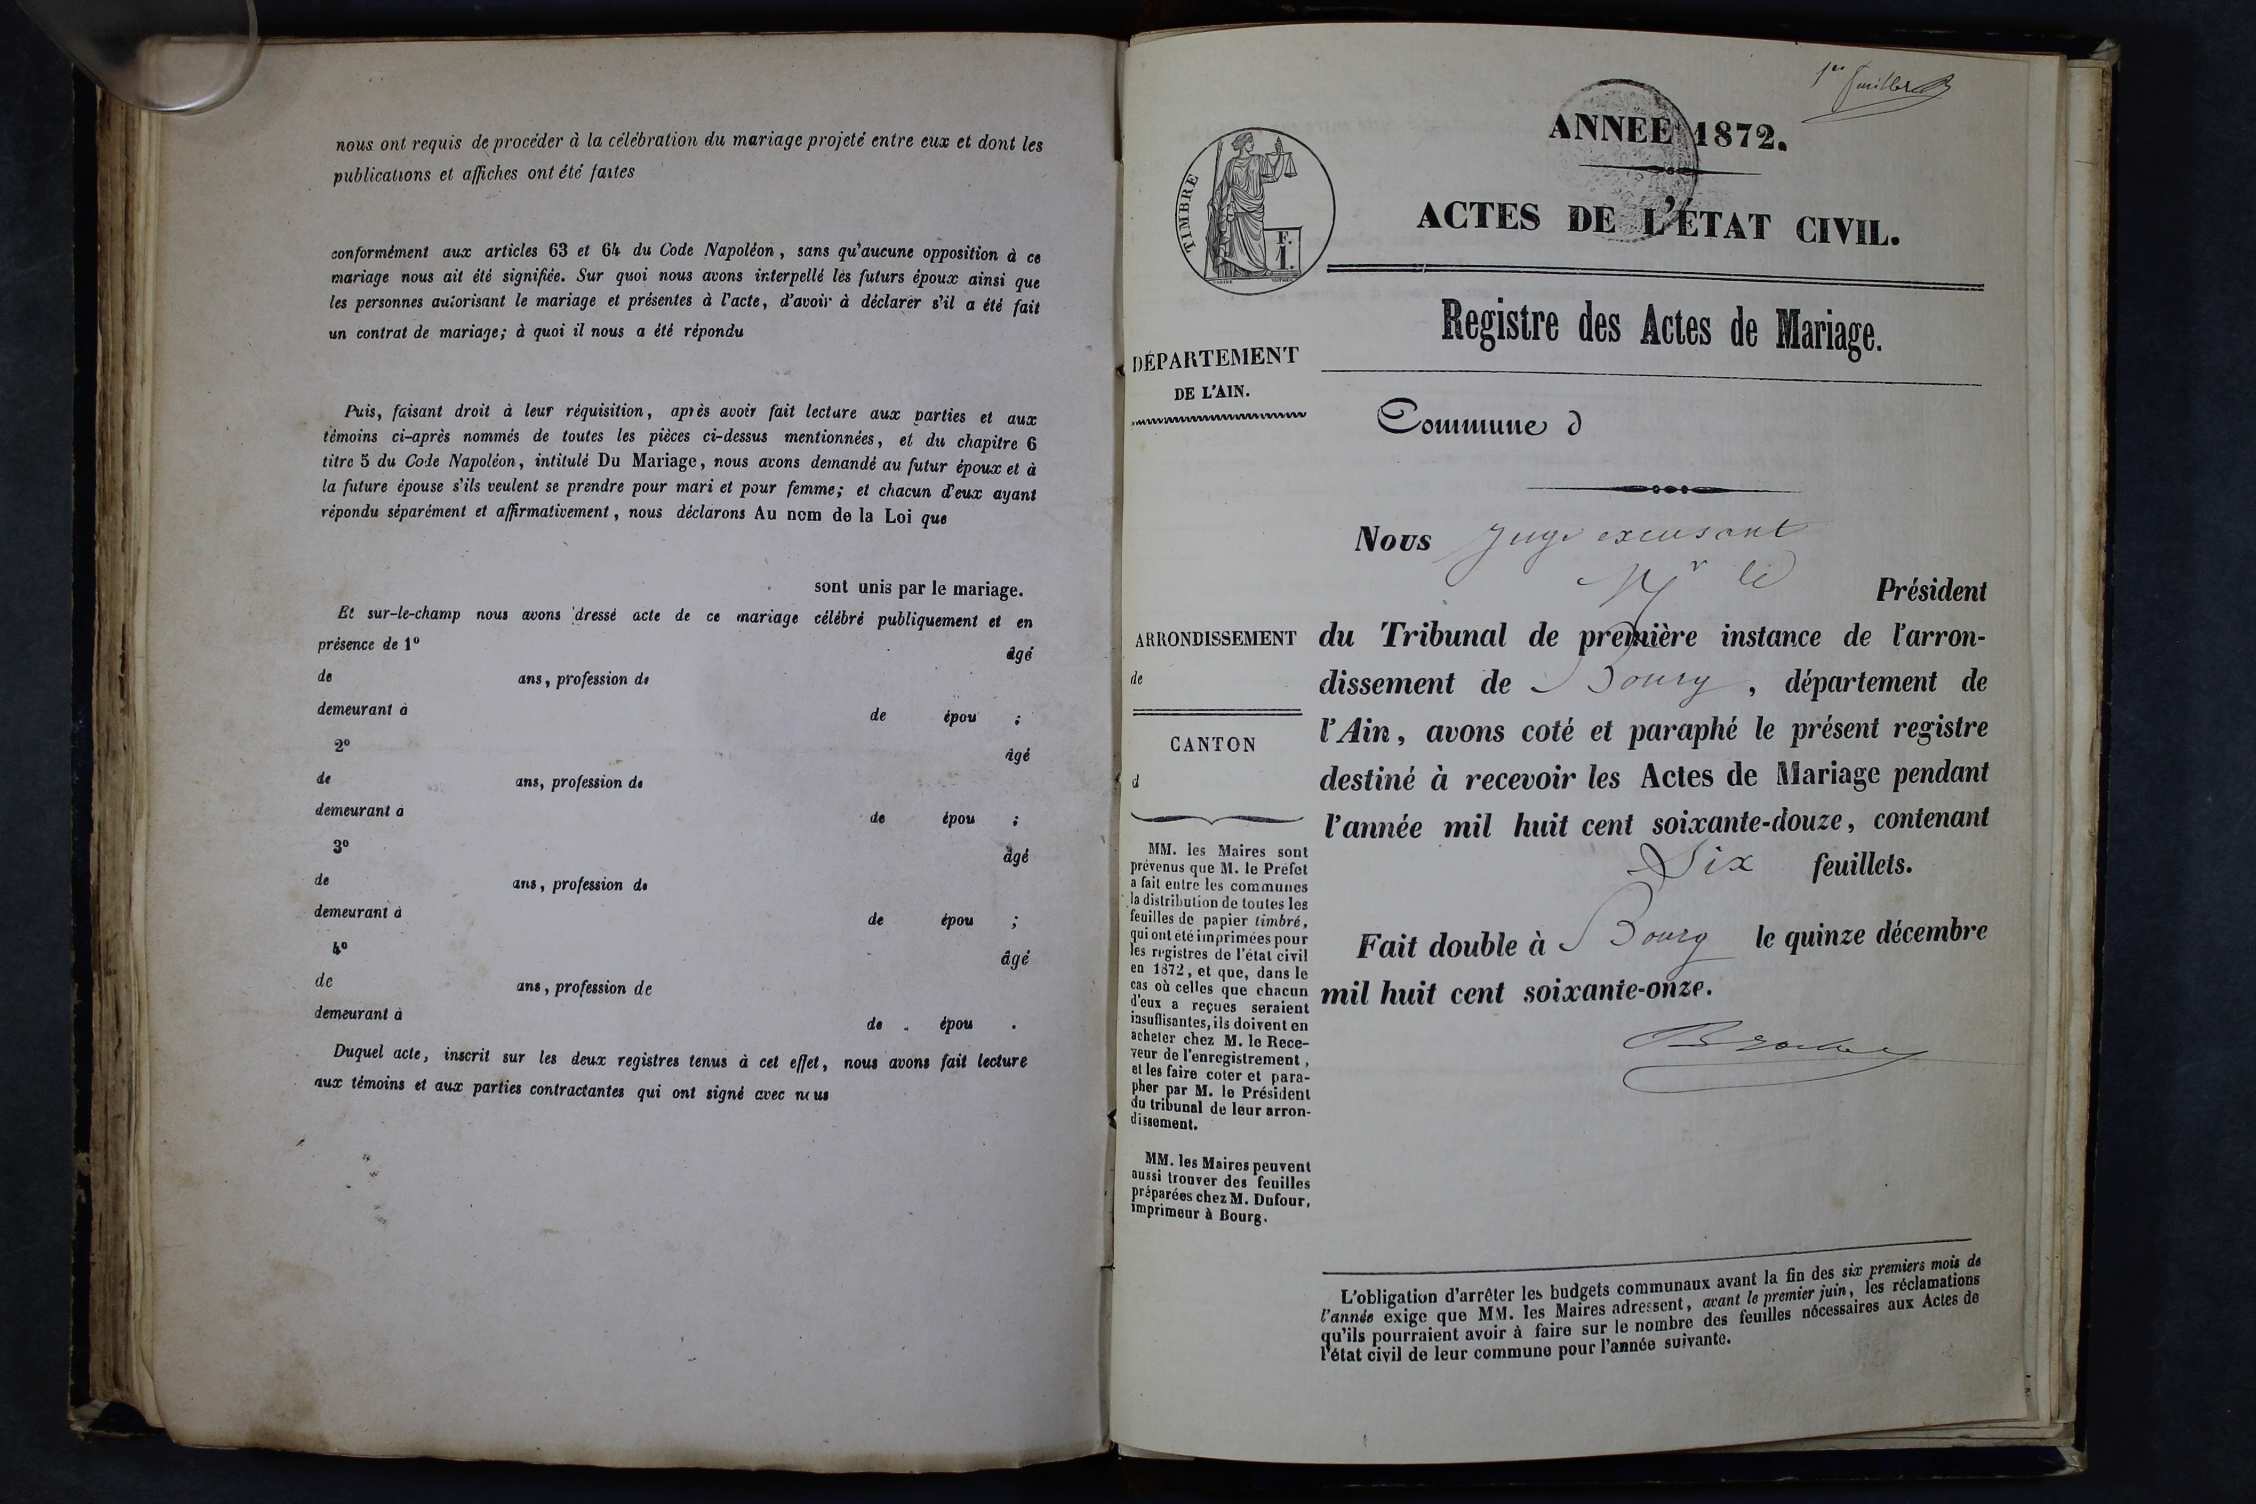 nous ont requis de procéder à la célébration du mariage projeté entre eux et dont les
publications et affiches ont été faites
conformément aux articles 63 et 64 du Code Napoléon, sans qu'aucune opposition à ce
mariage nous ait été signifiée. Sur quoi nous avons interpellé les futurs époux ainsi que
les personnes autorisant le mariage et présentes à l'acte, d'avoir à déclarer s'il a été fait
un contrat de mariage; à quoi il nous a été répondu
Puis, faisant droit à leur réquisition, après avoir fait lecture aux parties et aux
témoins ci-après nommés de toutes les pièces ci-dessus mentionnées, et du chapitre 6
titre 5 du Code Napoléon, intitulé Du Mariage, nous avons demandé au futur époux et à
la future épouse s'ils veulent se prendre pour mari et pour femme; et chacun d'eux ayant
répondu séparément et affirmativement, nous déclarons Au nom de la Loi que
sont unis par le mariage.
Et sur-le-champ nous avons dressé acte de ce mariage célébré publiquement et en
présence de 1º âgé
de ans, profession de
demeurant à de épou ;
2º âgé
de ans, profession de
demeurant à de épou ;
3º âgé
de ans, profession de
demeurant à de épou ;
4º âgé
de ans, profession de
demeurant à de épou .
Duquel acte, inscrit sur les deux registres tenus à cet effet, nous avons fait lecture
aux témoins et aux parties contractantes qui ont signé avec nous
1er feuillet
ANNÉE 1872.
ACTES DE L'ÉTAT CIVIL.
TIMBRE
F.
1.
Registre des Actes de Mariage.
DÉPARTEMENT
DE L'AIN.
Commune d
Nous Juge excusant
Mr le
Président
ARRONDISSEMENT
de
CANTON
d
du Tribunal de première instance de l'arron-
dissement de Bourg, département de
l'Ain, avons coté et paraphé le présent registre
destiné à recevoir les Actes de Mariage pendant
l'année mil huit cent soixante-douze, contenant
Six feuillets.
Fait double à Bourg le quinze décembre
mil huit cent soixante-onze.
MM. les Maires sont
prévenus que M. le Préfet
a fait entre les communes
la distribution de toutes les
feuilles de papier timbré,
qui ont été imprimées pour
les registres de l'état civil
en 1872, et que, dans le
cas où celles que chacun
d'eux a reçues seraient
insuffisantes, ils doivent en
acheter chez M. le Rece-
veur de l'enregistrement,
et les faire coter et para-
pher par M. le Président
du tribunal de leur arron-
dissement.
MM. les Maires peuvent
aussi trouver des feuilles
préparées chez M. Dufour,
imprimeur à Bourg.
L'obligation d'arrêter les budgets communaux avant la fin des six premiers mois de
l'année exige que MM. les Maires adressent, avant le premier juin, les réclamations
qu'ils pourraient avoir à faire sur le nombre des feuilles nécessaires aux Actes de
l'état civil de leur commune pour l'année suivante.